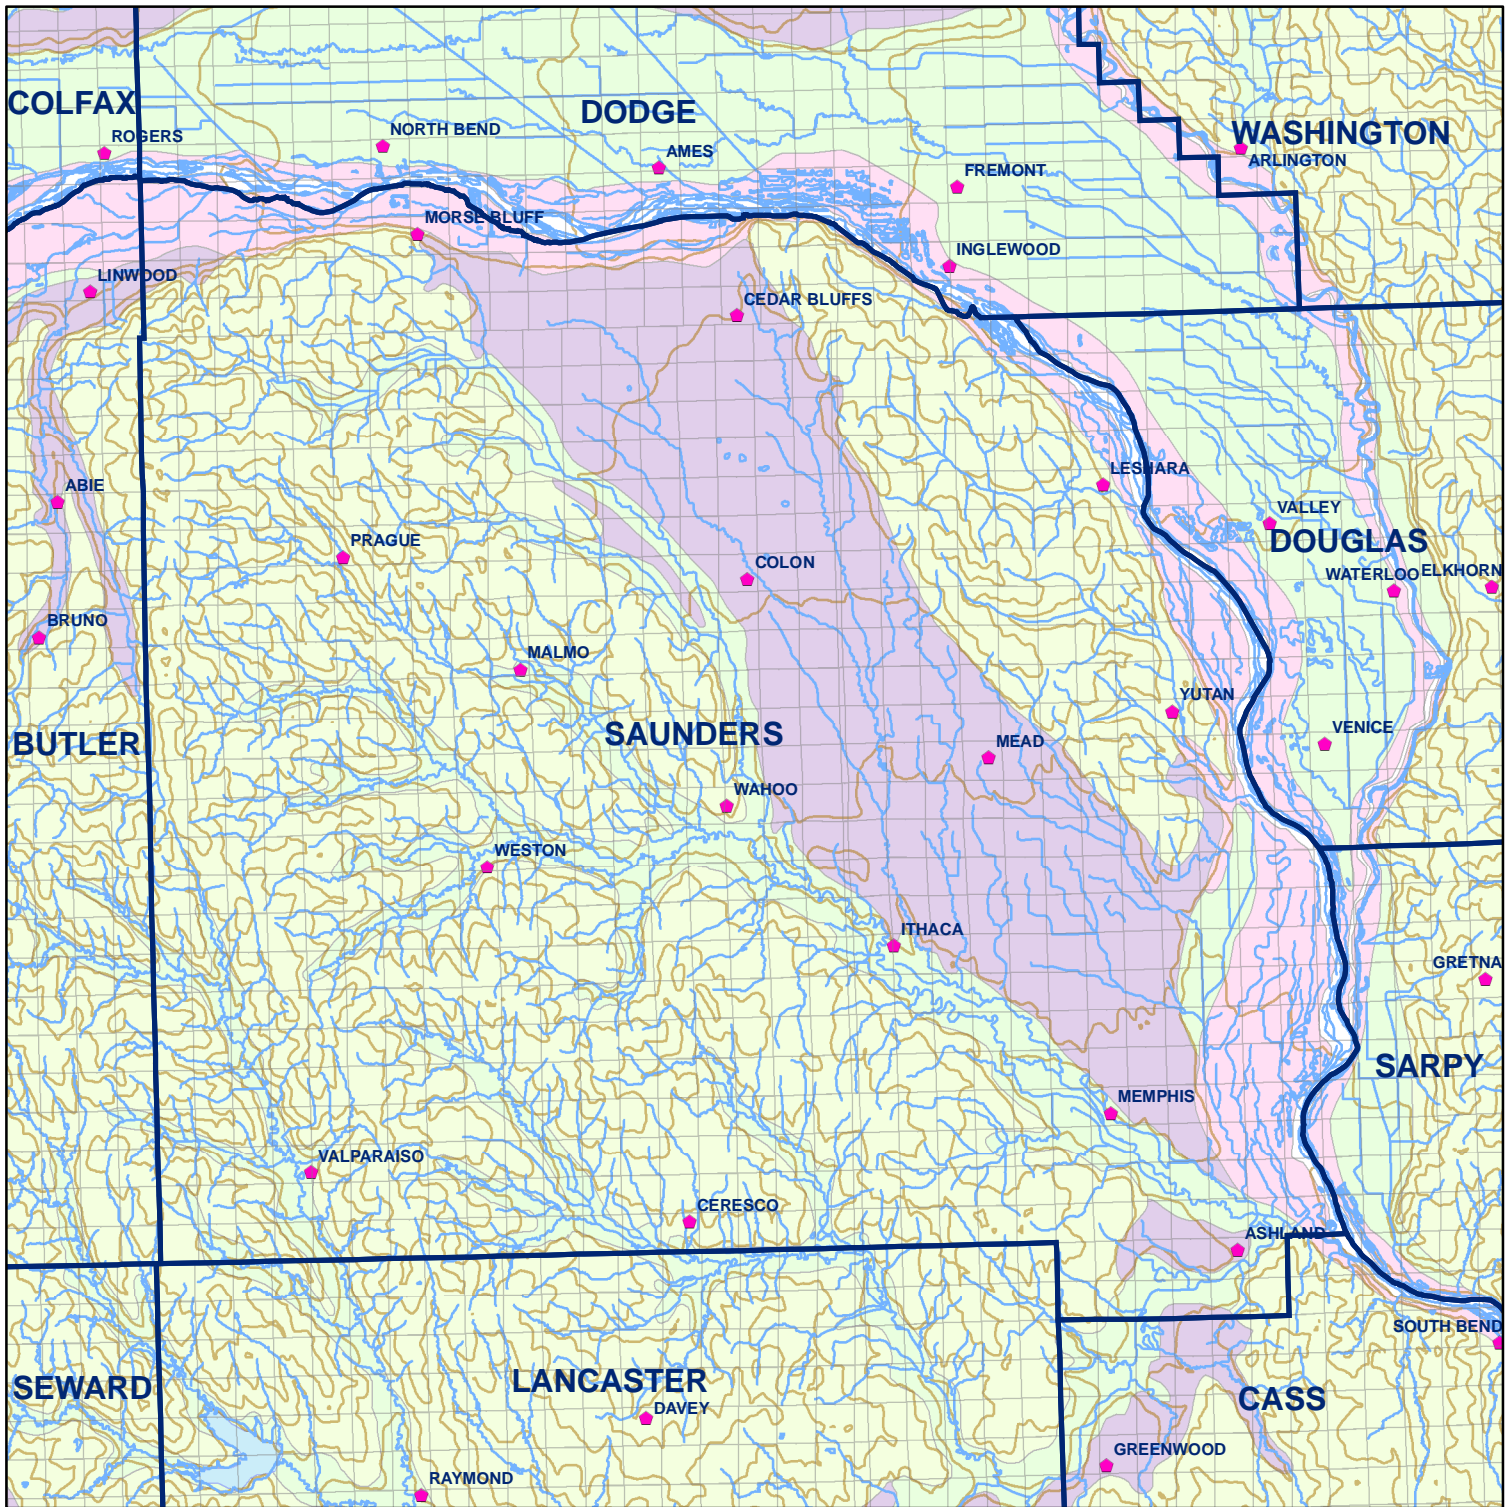 COLFAX
DODGE
WASHINGTON
ROGERS
NORTH BEND
AMES
ARLINGTON
FREMONT
MORSE BLUFF
INGLEWOOD
LINWOOD
CEDAR BLUFFS
LESHARA
ABIE
VALLEY
PRAGUE
DOUGLAS
COLON
WATERLOO
ELKHORN
BRUNO
MALMO
YUTAN
SAUNDERS
BUTLER
VENICE
MEAD
WAHOO
WESTON
ITHACA
GRETNA
SARPY
MEMPHIS
VALPARAISO
CERESCO
ASHLAND
SOUTH BEND
LANCASTER
SEWARD
CASS
DAVEY
GREENWOOD
RAYMOND